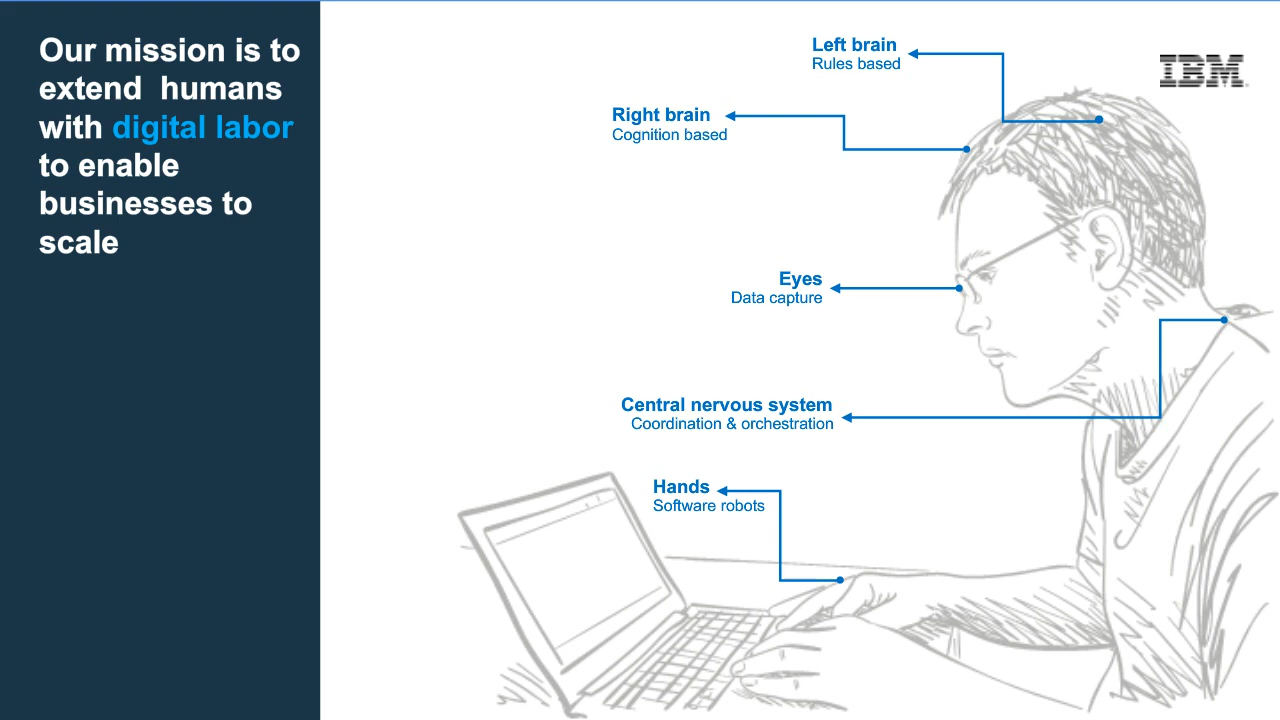 Our mission is to
extend  humans
with digital labor
to enable
businesses to
scale
Left brain
Rules based
IBM
Right brain
Cognition based
Eyes
Data capture
Central nervous system
Coordination & orchestration
Hands
Software robots